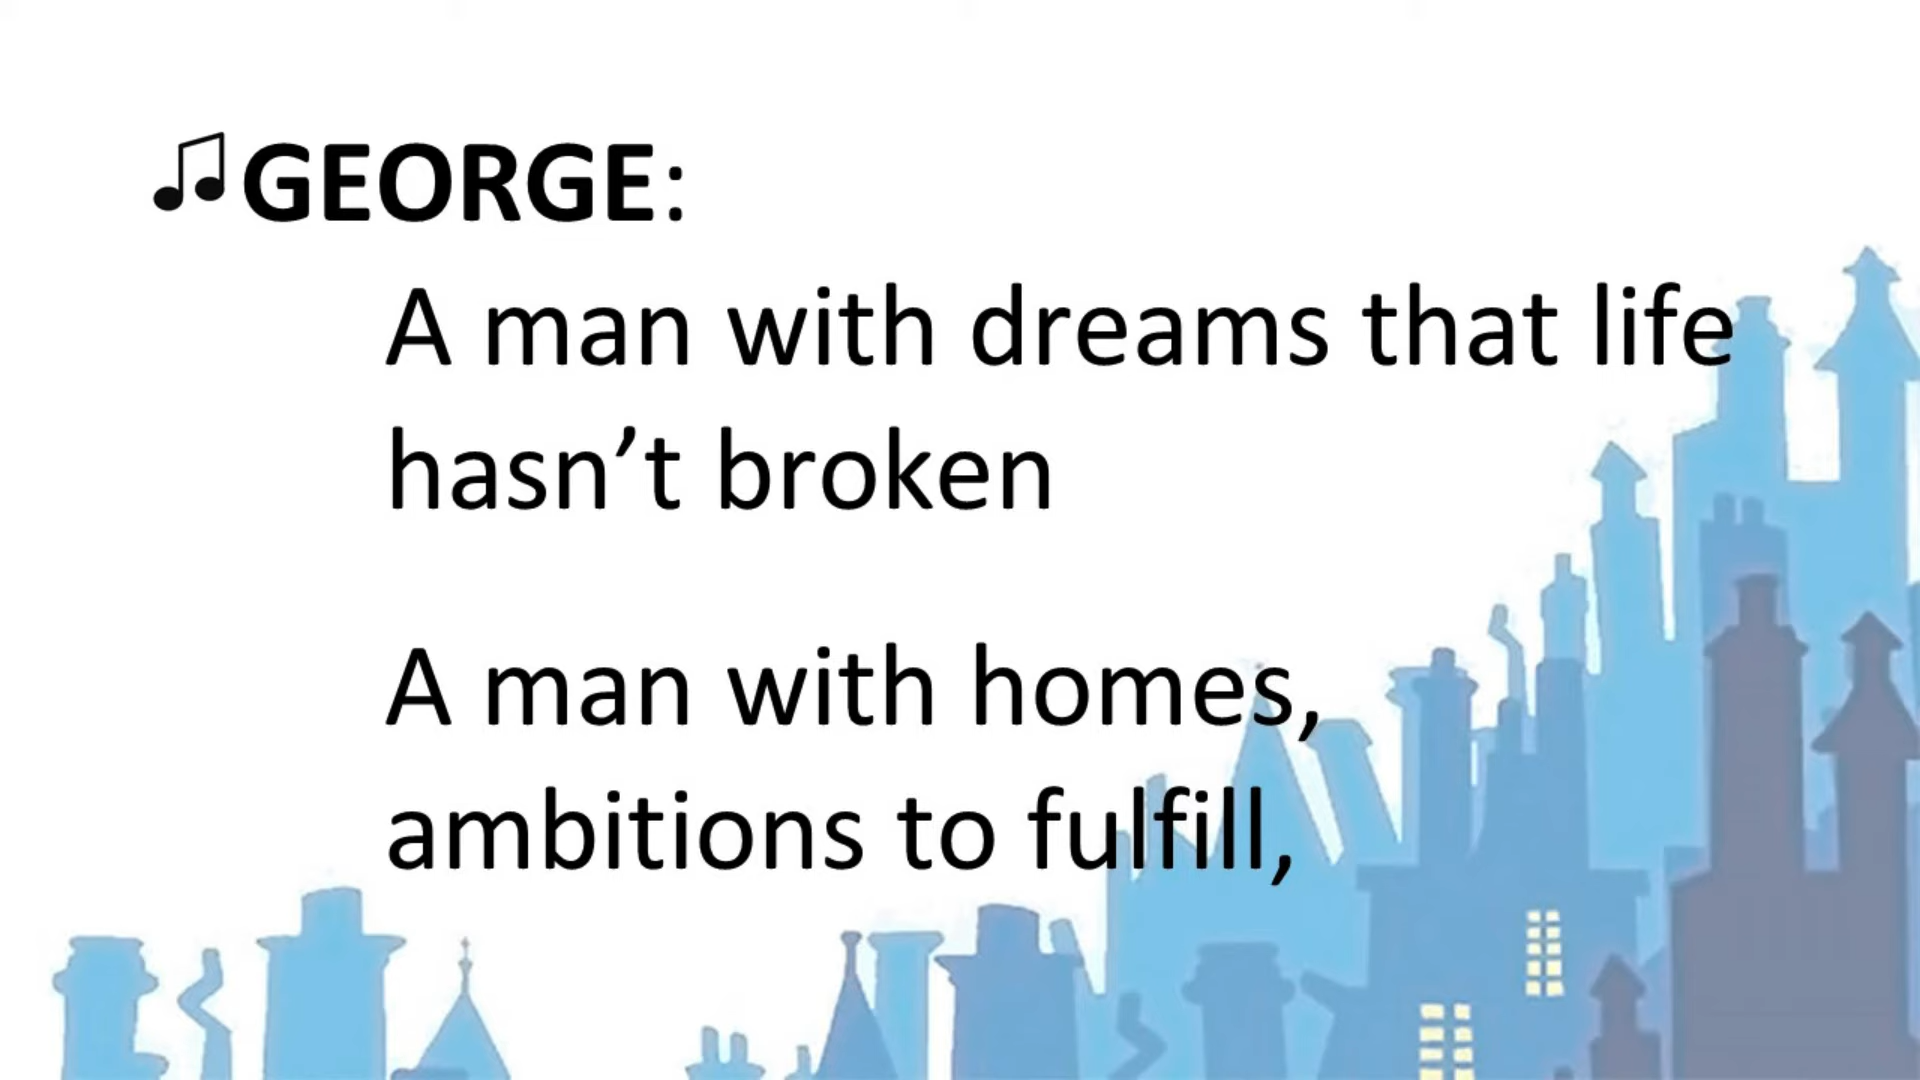 ♫GEORGE:
A man with dreams that life
hasn’t broken
A man with homes,
ambitions to fulfill,